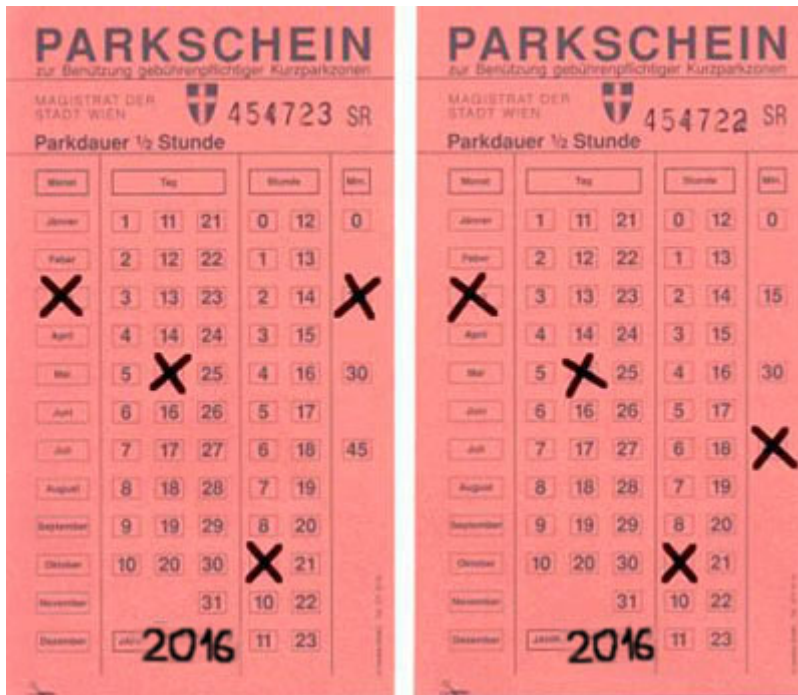 PARKSCHEIN
zur Benützung gebührenpflichtiger Kurzparkzonen
MAGISTRAT DER
STADT WIEN
454723 SR
Parkdauer ½ Stunde
Monat Tag Stunde Min.
Jänner 1 11 21 0 12 0
Feber 2 12 22 1 13
3 13 23 2 14
April 4 14 24 3 15
Mai 5 25 4 16 30
Juni 6 16 26 5 17
Juli 7 17 27 6 18 45
August 8 18 28 7 19
September 9 19 29 8 20
Oktober 10 20 30 21
November 31 10 22
Dezember 2016 11 23
PARKSCHEIN
zur Benützung gebührenpflichtiger Kurzparkzonen
MAGISTRAT DER
STADT WIEN
454722 SR
Parkdauer ½ Stunde
Monat Tag Stunde Min.
Jänner 1 11 21 0 12 0
Feber 2 12 22 1 13
3 13 23 2 14 15
April 4 14 24 3 15
Mai 5 25 4 16 30
Juni 6 16 26 5 17
Juli 7 17 27 6 18
August 8 18 28 7 19
September 9 19 29 8 20
Oktober 10 20 30 21
November 31 10 22
Dezember JAHR 2016 11 23